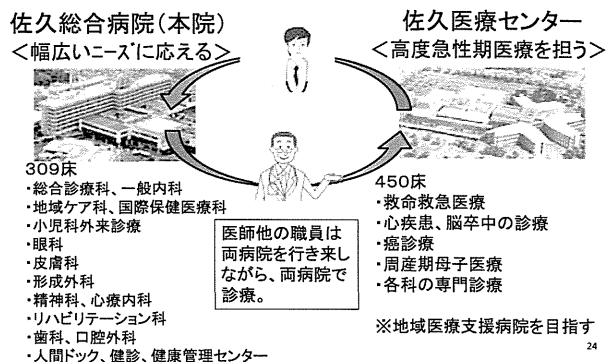 佐久総合病院(本院)
<幅広いニーズに応える>
309床
・総合診療科、一般内科
・地域ケア科、国際保健医療科
・小児科外来診療
・眼科
・皮膚科
・形成外科
・精神科、心療内科
・リハビリテーション科
・歯科、口腔外科
・人間ドック、健診、健康管理センター
医師他の職員は
両病院を行き来し
ながら、両病院で
診療。
佐久医療センター
<高度急性期医療を担う>
450床
・救命救急医療
・心疾患、脳卒中の診療
・癌診療
・周産期母子医療
・各科の専門診療
※地域医療支援病院を目指す
24